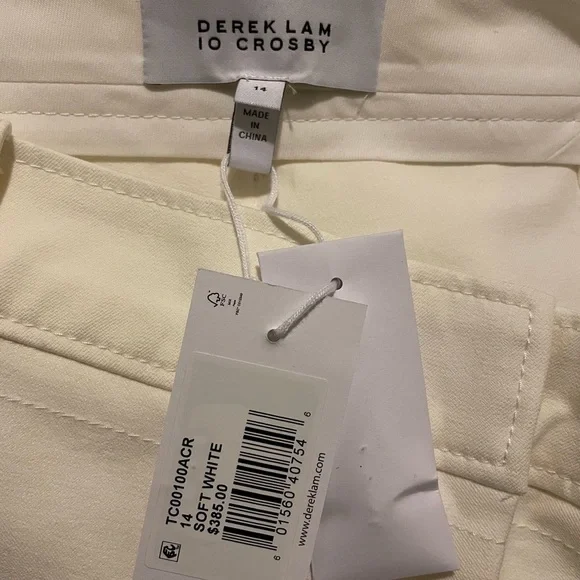 DEREK LAM
10 CROSBY
14
MADE
IN
CHINA
FSC
TC00100ACR
14
SOFT WHITE
$385.00
6 01560 40754 6
www.dereklam.com